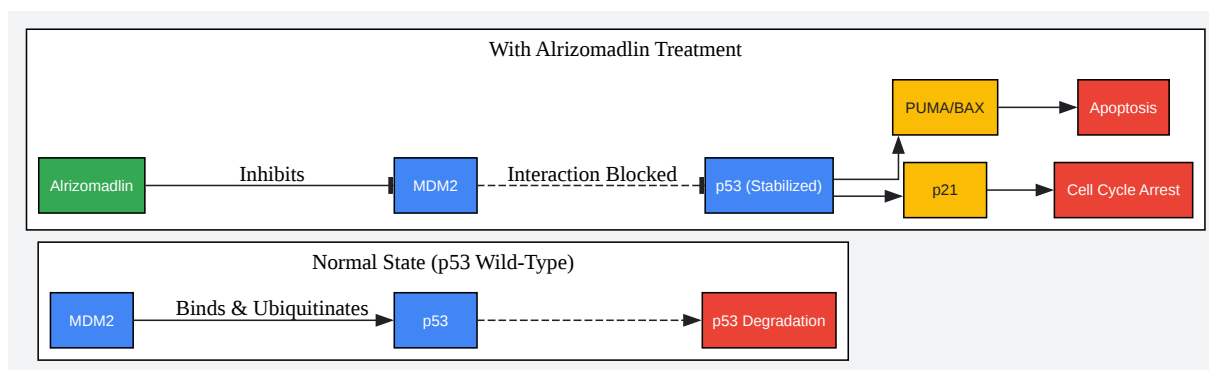 With Alrizomadlin Treatment
PUMA/BAX
Apoptosis
Alrizomadlin
Inhibits
MDM2
Interaction Blocked
p53 (Stabilized)
p21
Cell Cycle Arrest
Normal State (p53 Wild-Type)
MDM2
Binds & Ubiquitinates
p53
p53 Degradation